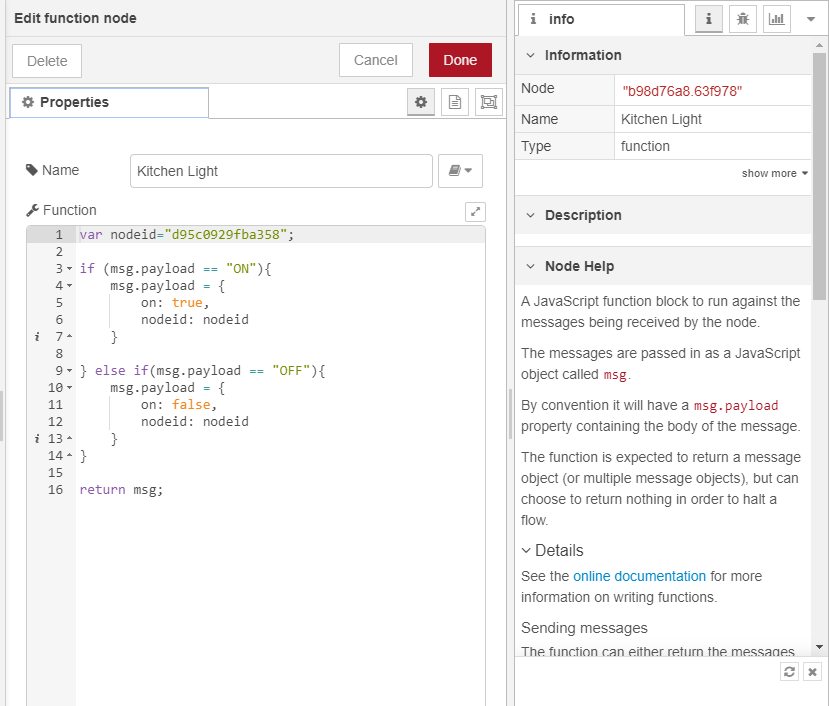 Edit function node
Delete
Cancel
Done
Properties
Name
Kitchen Light
Function
1 var nodeid="d95c0929fba358";
2
3 if (msg.payload == "ON"){
4     msg.payload = {
5         on: true,
6         nodeid: nodeid
i 7     }
8
9 } else if(msg.payload == "OFF"){
10     msg.payload = {
11         on: false,
12         nodeid: nodeid
i 13     }
14 }
15
16 return msg;
i info
i
Information
Node "b98d76a8.63f978"
Name Kitchen Light
Type function
show more
Description
Node Help
A JavaScript function block to run against the
messages being received by the node.
The messages are passed in as a JavaScript
object called msg.
By convention it will have a msg.payload
property containing the body of the message.
The function is expected to return a message
object (or multiple message objects), but can
choose to return nothing in order to halt a
flow.
Details
See the online documentation for more
information on writing functions.
Sending messages
The function can either return the messages